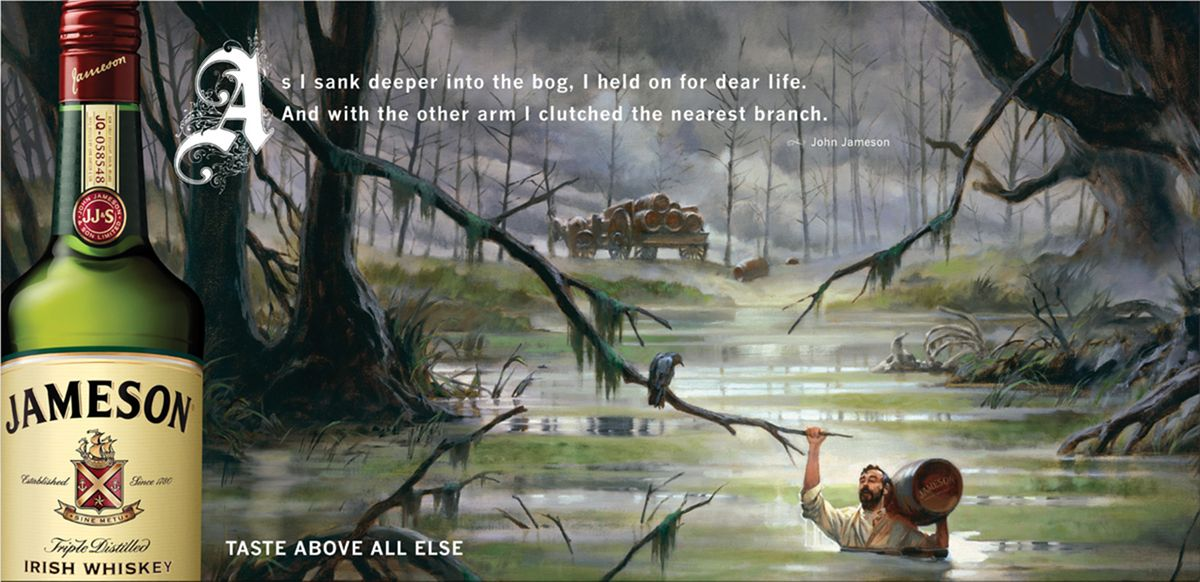 Jameson
JQ-058548
JOHN JAMESON
JJ&S
& SON LIMITED
JAMESON
Established Since 1780
SINE METU
Triple Distilled
IRISH WHISKEY
As I sank deeper into the bog, I held on for dear life.
And with the other arm I clutched the nearest branch.
John Jameson
JAMESON
TASTE ABOVE ALL ELSE